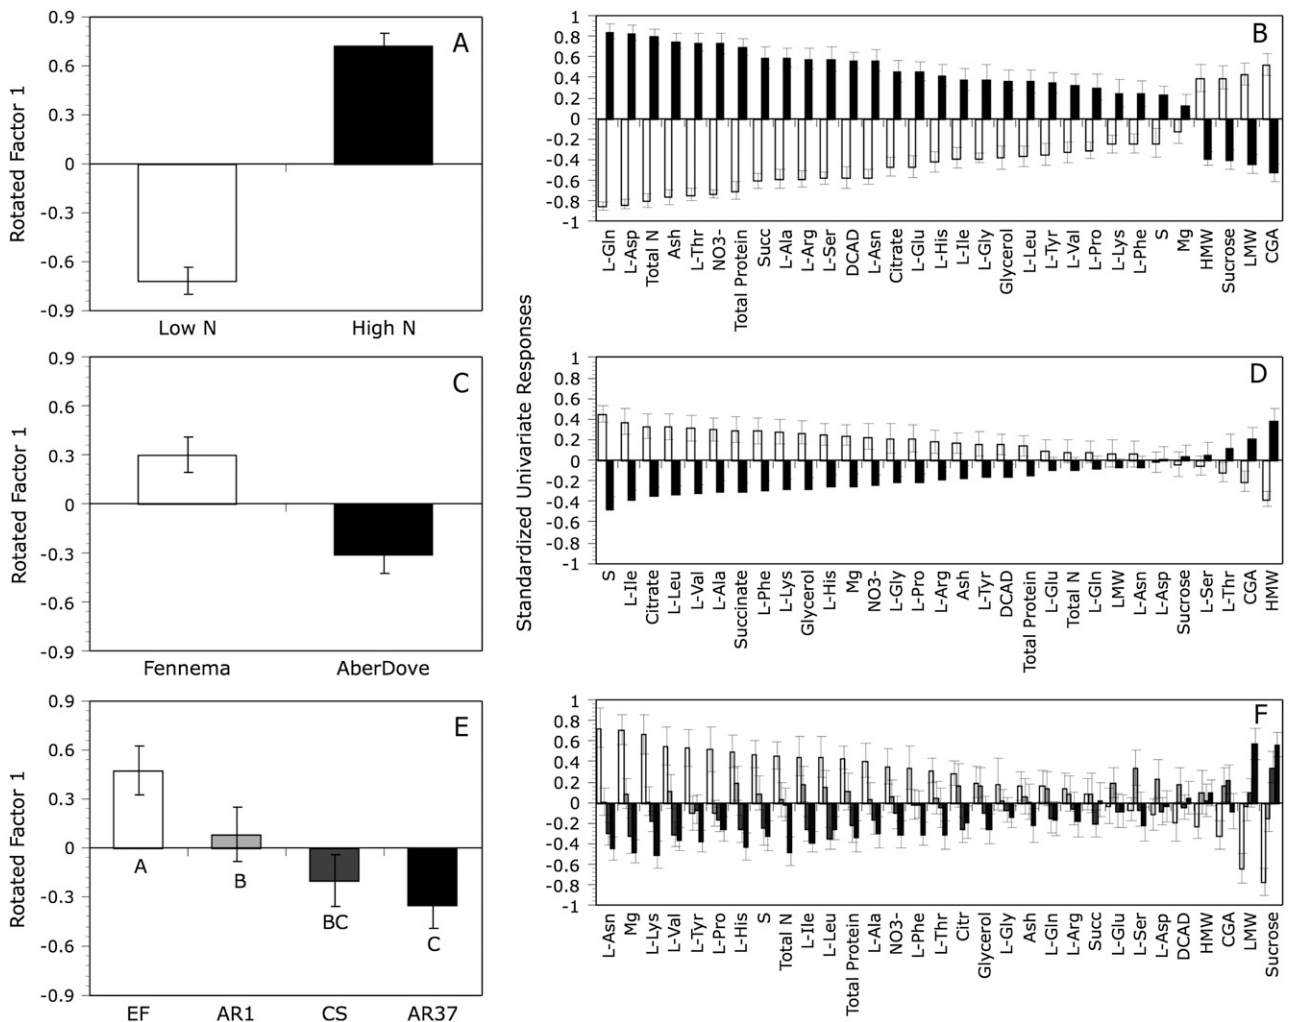 A
Rotated Factor 1
0.9
0.6
0.3
0
-0.3
-0.6
-0.9
Low N High N
B
1
0.8
0.6
0.4
0.2
0
-0.2
-0.4
-0.6
-0.8
-1
L-Gln L-Asp Total N Ash L-Thr NO3- Total Protein Succ L-Ala L-Arg L-Ser DCAD L-Asn Citrate L-Glu L-His L-Ile L-Gly Glycerol L-Leu L-Tyr L-Val L-Pro L-Lys L-Phe S Mg HMW Sucrose LMW CGA
C
Rotated Factor 1
0.9
0.6
0.3
0
-0.3
-0.6
-0.9
Fennema AberDove
Standardized Univariate Responses
D
1
0.8
0.6
0.4
0.2
0
-0.2
-0.4
-0.6
-0.8
-1
S L-Ile Citrate L-Leu L-Val L-Ala Succinate L-Phe L-Lys Glycerol L-His Mg NO3- L-Gly L-Pro L-Arg Ash L-Tyr DCAD Total Protein L-Glu Total N L-Gln LMW L-Asn L-Asp Sucrose L-Ser L-Thr CGA HMW
E
Rotated Factor 1
0.9
0.6
0.3
0
-0.3
-0.6
-0.9
A
B
BC
C
EF AR1 CS AR37
F
1
0.8
0.6
0.4
0.2
0
-0.2
-0.4
-0.6
-0.8
-1
L-Asn Mg L-Lys L-Val L-Tyr L-Pro L-His S Total N L-Ile L-Leu Total Protein L-Ala NO3- L-Phe L-Thr Citr Glycerol L-Gly Ash L-Gln L-Arg Succ L-Glu L-Ser L-Asp DCAD HMW CGA LMW Sucrose